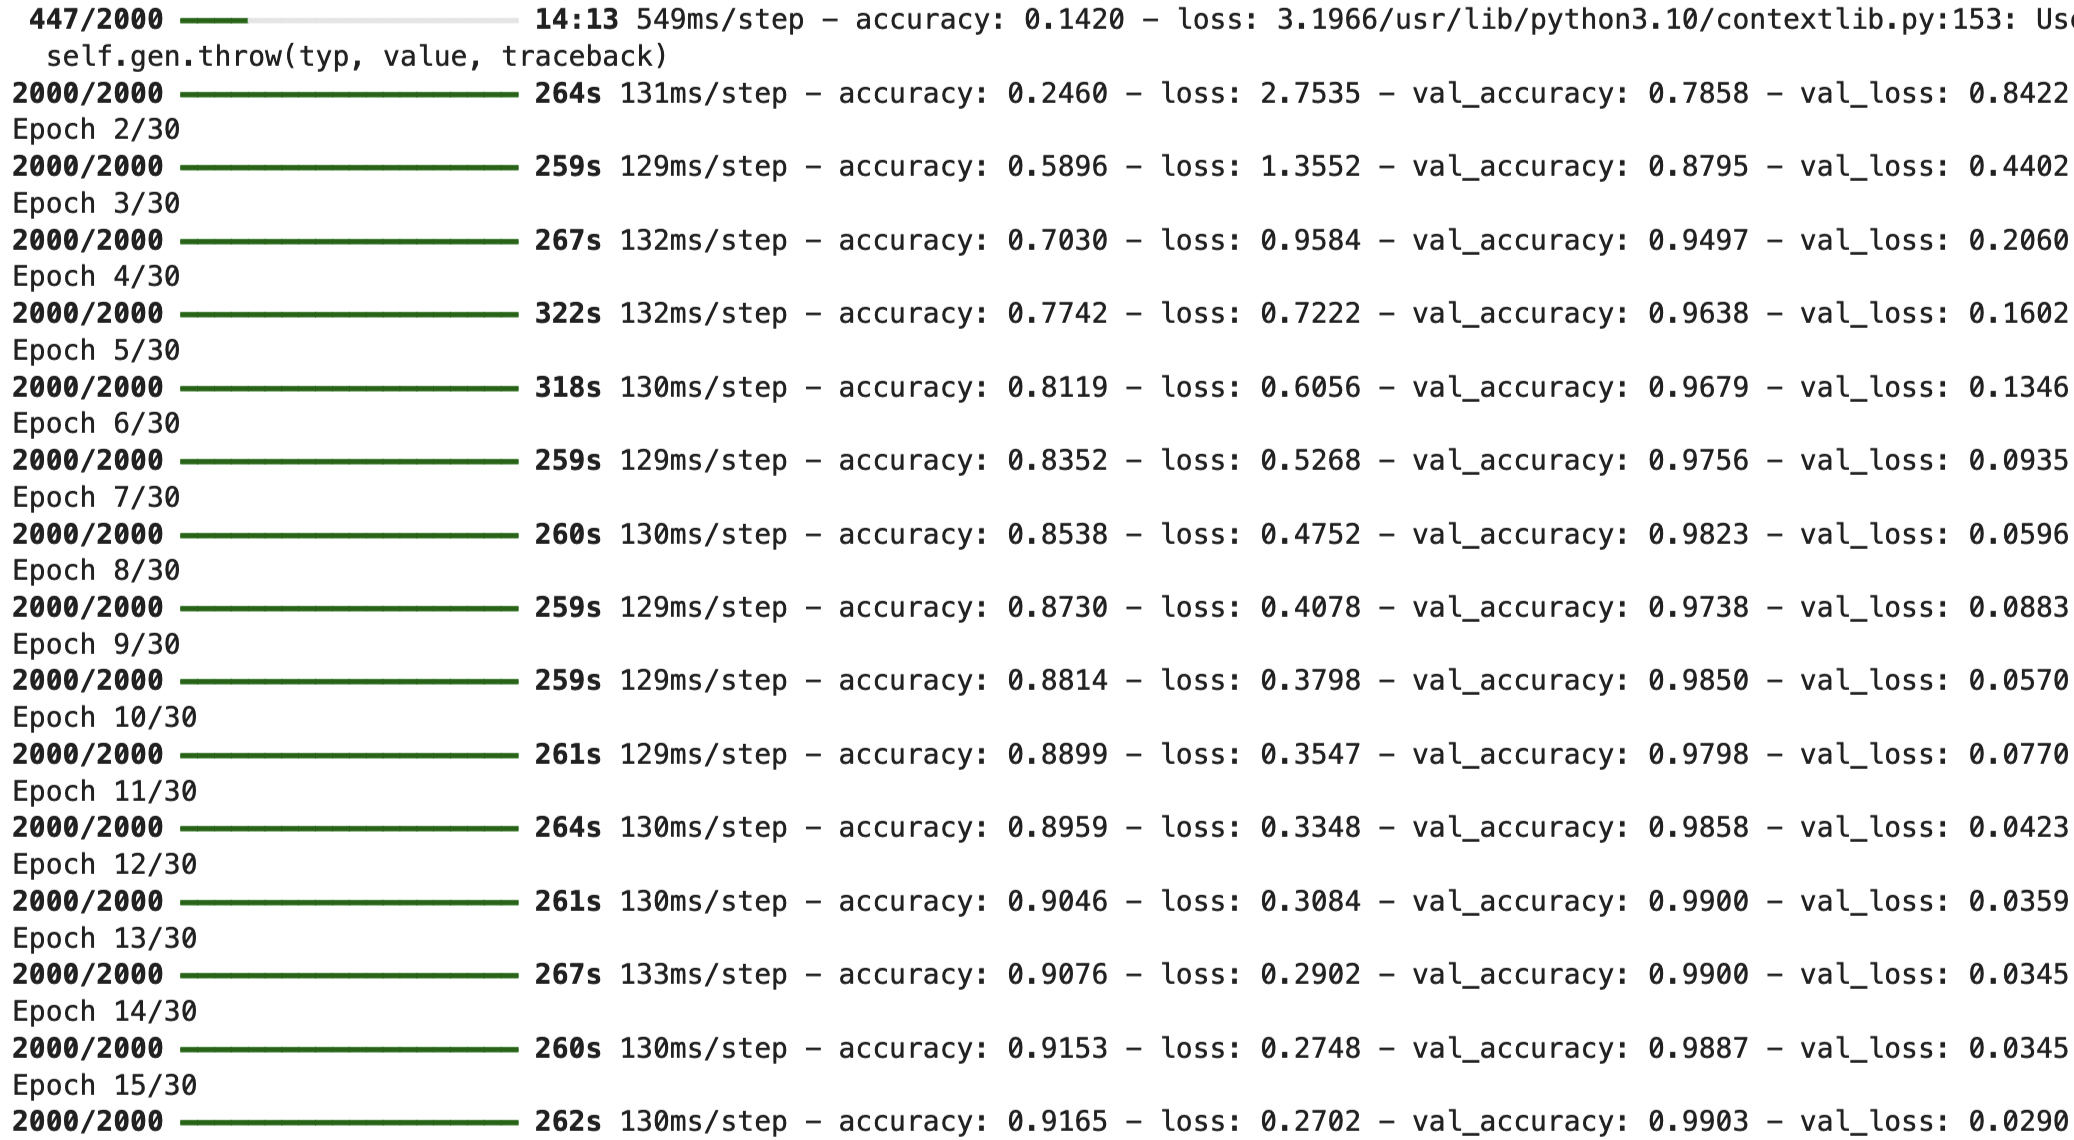 447/2000 14:13 549ms/step – accuracy: 0.1420 – loss: 3.1966/usr/lib/python3.10/contextlib.py:153:
self.gen.throw(typ, value, traceback)
2000/2000 264s 131ms/step – accuracy: 0.2460 – loss: 2.7535 – val_accuracy: 0.7858 – val_loss: 0.8422
Epoch 2/30
2000/2000 259s 129ms/step – accuracy: 0.5896 – loss: 1.3552 – val_accuracy: 0.8795 – val_loss: 0.4402
Epoch 3/30
2000/2000 267s 132ms/step – accuracy: 0.7030 – loss: 0.9584 – val_accuracy: 0.9497 – val_loss: 0.2060
Epoch 4/30
2000/2000 322s 132ms/step – accuracy: 0.7742 – loss: 0.7222 – val_accuracy: 0.9638 – val_loss: 0.1602
Epoch 5/30
2000/2000 318s 130ms/step – accuracy: 0.8119 – loss: 0.6056 – val_accuracy: 0.9679 – val_loss: 0.1346
Epoch 6/30
2000/2000 259s 129ms/step – accuracy: 0.8352 – loss: 0.5268 – val_accuracy: 0.9756 – val_loss: 0.0935
Epoch 7/30
2000/2000 260s 130ms/step – accuracy: 0.8538 – loss: 0.4752 – val_accuracy: 0.9823 – val_loss: 0.0596
Epoch 8/30
2000/2000 259s 129ms/step – accuracy: 0.8730 – loss: 0.4078 – val_accuracy: 0.9738 – val_loss: 0.0883
Epoch 9/30
2000/2000 259s 129ms/step – accuracy: 0.8814 – loss: 0.3798 – val_accuracy: 0.9850 – val_loss: 0.0570
Epoch 10/30
2000/2000 261s 129ms/step – accuracy: 0.8899 – loss: 0.3547 – val_accuracy: 0.9798 – val_loss: 0.0770
Epoch 11/30
2000/2000 264s 130ms/step – accuracy: 0.8959 – loss: 0.3348 – val_accuracy: 0.9858 – val_loss: 0.0423
Epoch 12/30
2000/2000 261s 130ms/step – accuracy: 0.9046 – loss: 0.3084 – val_accuracy: 0.9900 – val_loss: 0.0359
Epoch 13/30
2000/2000 267s 133ms/step – accuracy: 0.9076 – loss: 0.2902 – val_accuracy: 0.9900 – val_loss: 0.0345
Epoch 14/30
2000/2000 260s 130ms/step – accuracy: 0.9153 – loss: 0.2748 – val_accuracy: 0.9887 – val_loss: 0.0345
Epoch 15/30
2000/2000 262s 130ms/step – accuracy: 0.9165 – loss: 0.2702 – val_accuracy: 0.9903 – val_loss: 0.0290